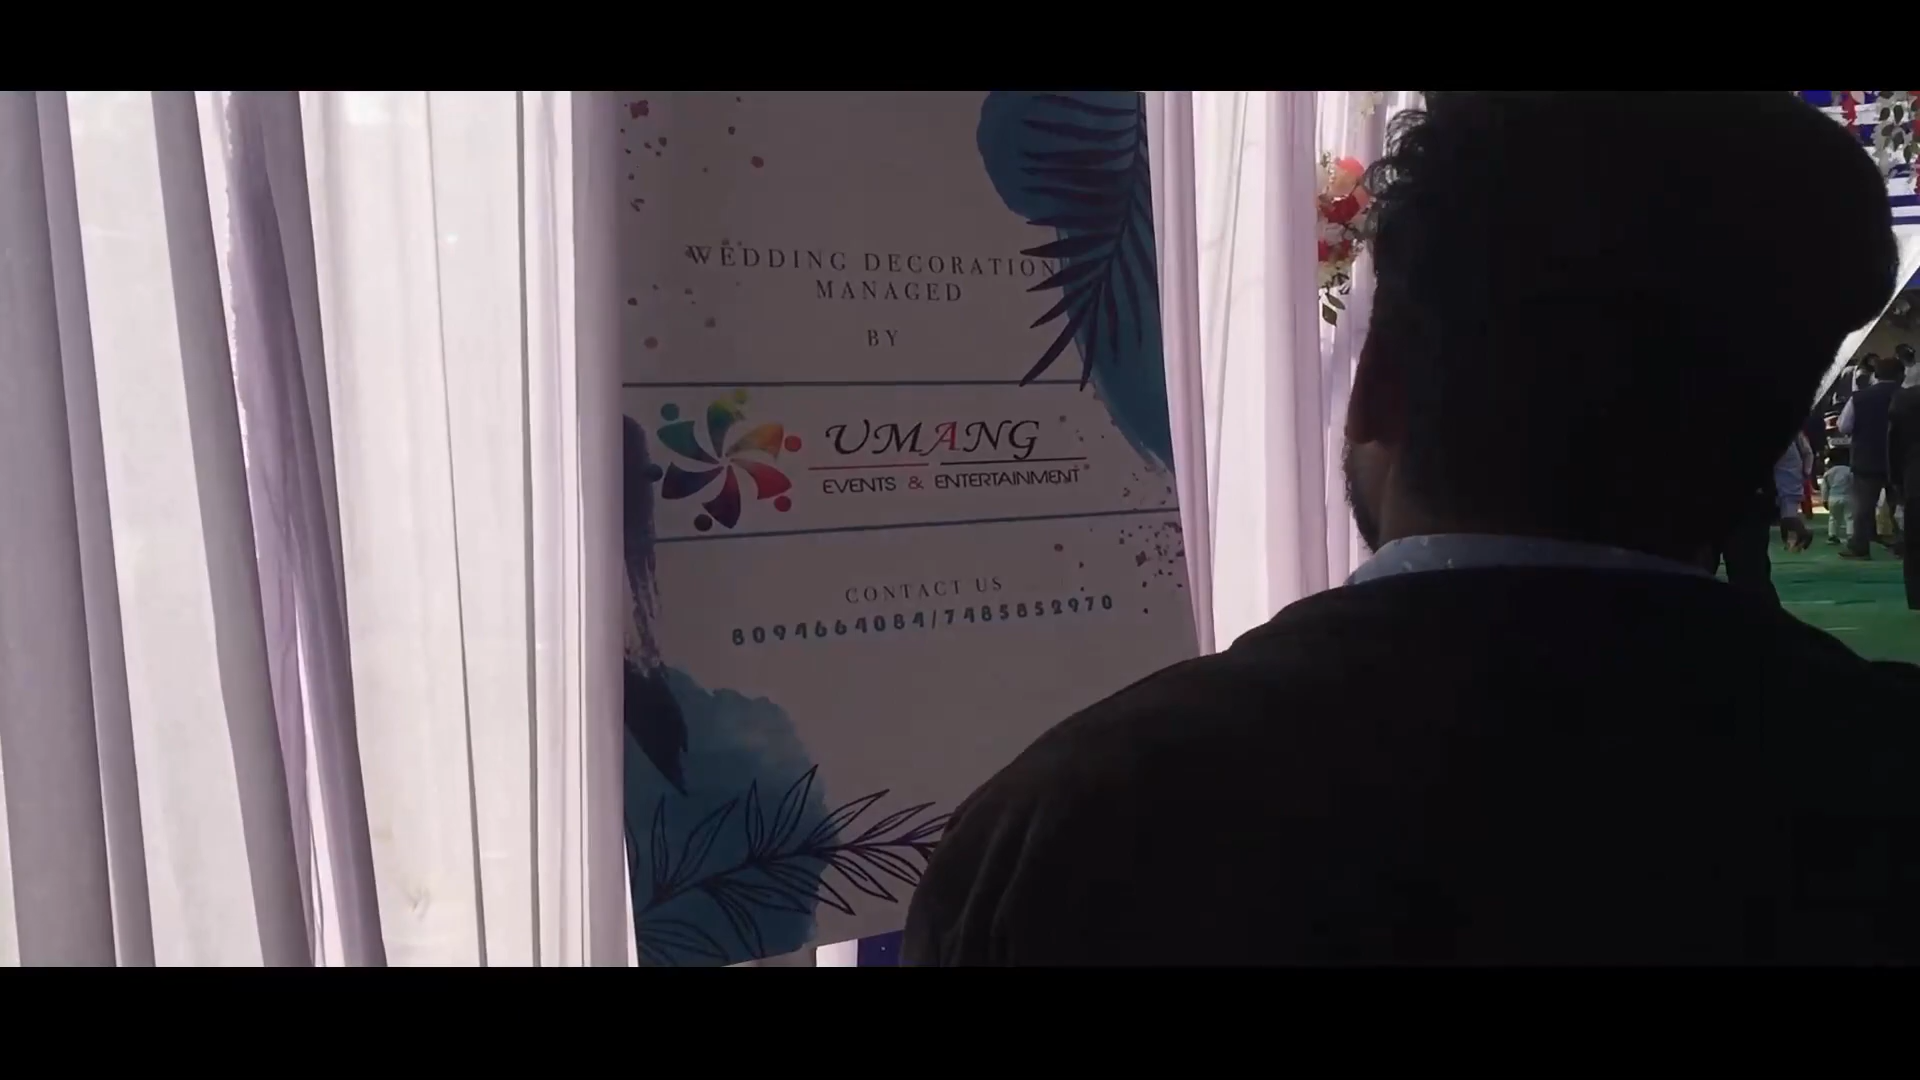 WEDDING DECORATION
MANAGED
BY
UMANG
EVENTS & ENTERTAINMENT
CONTACT US
8094664084/7485852970